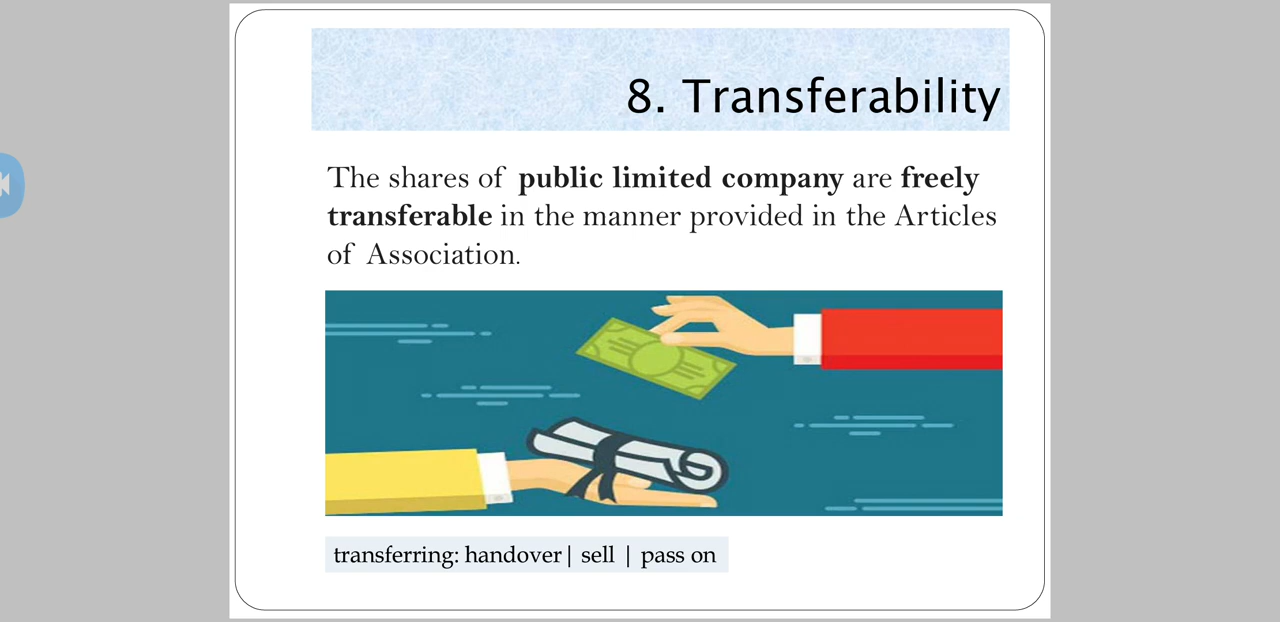 8. Transferability
The shares of public limited company are freely
transferable in the manner provided in the Articles
of Association.
transferring: handover| sell | pass on